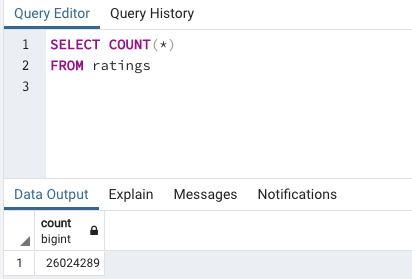 Query Editor Query History
1 SELECT COUNT(*)
2 FROM ratings
3
Data Output Explain Messages Notifications
count
bigint
1 26024289